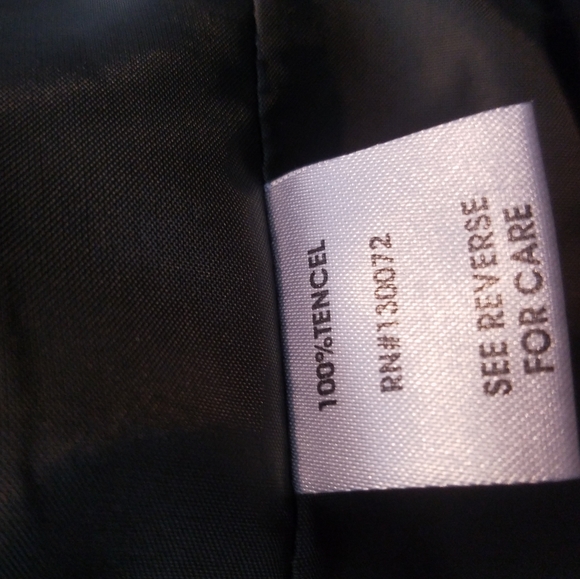 100%TENCEL
RN#130072
SEE REVERSE
FOR CARE